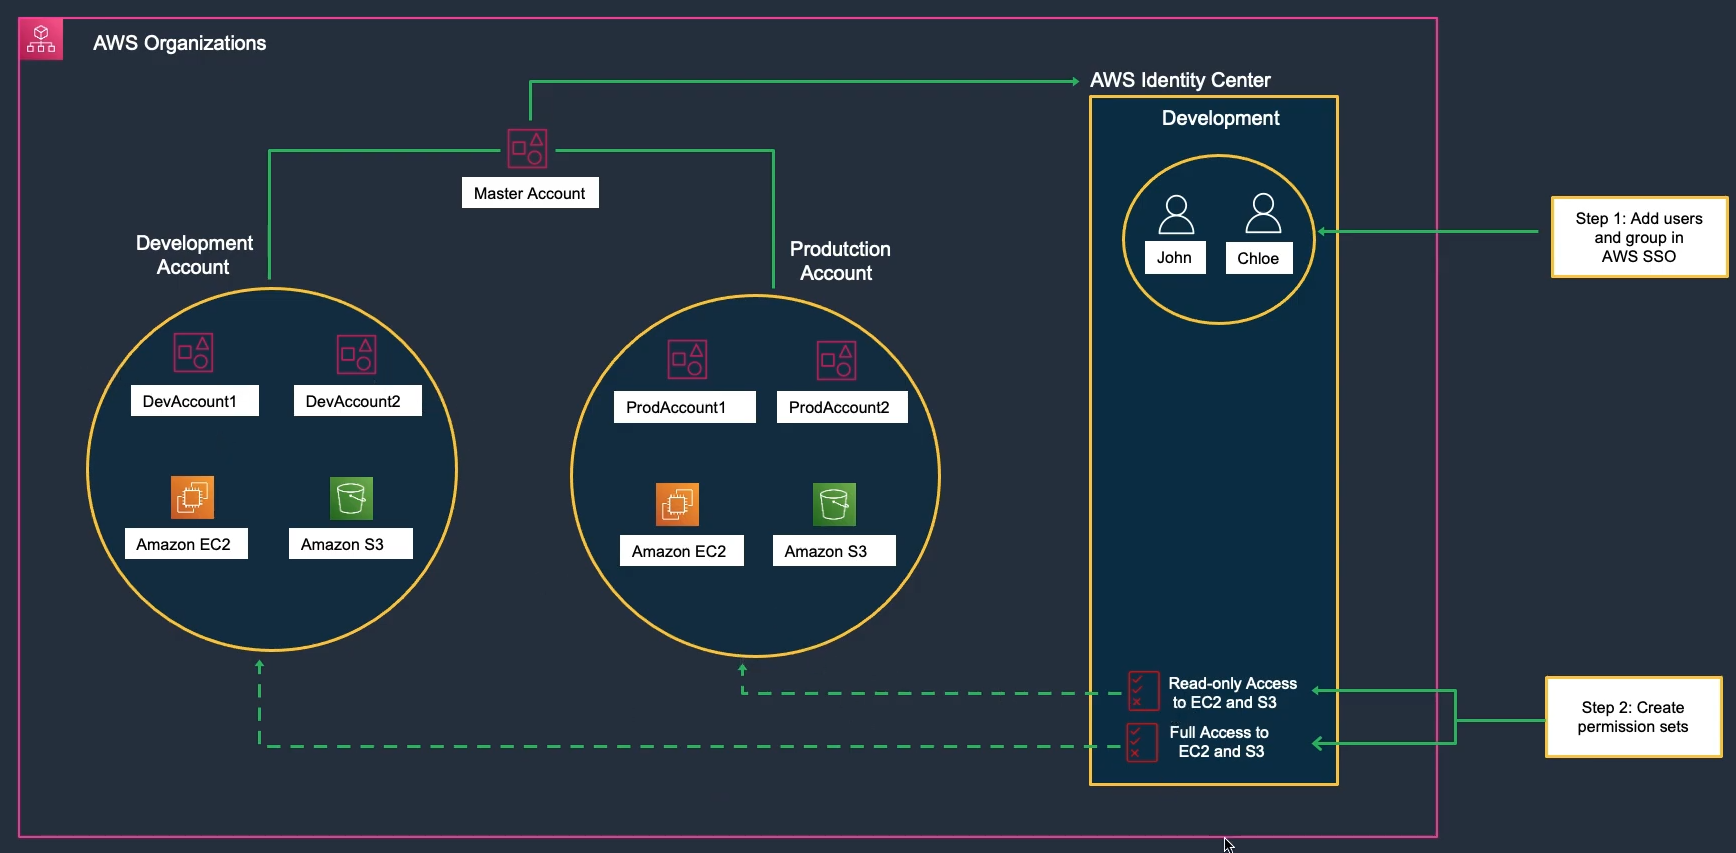 AWS Organizations
AWS Identity Center
Development
Master Account
John
Chloe
Step 1: Add users
and group in
AWS SSO
Development
Account
Produtction
Account
DevAccount1
DevAccount2
ProdAccount1
ProdAccount2
Amazon EC2
Amazon S3
Amazon EC2
Amazon S3
Read-only Access
to EC2 and S3
Full Access to
EC2 and S3
Step 2: Create
permission sets